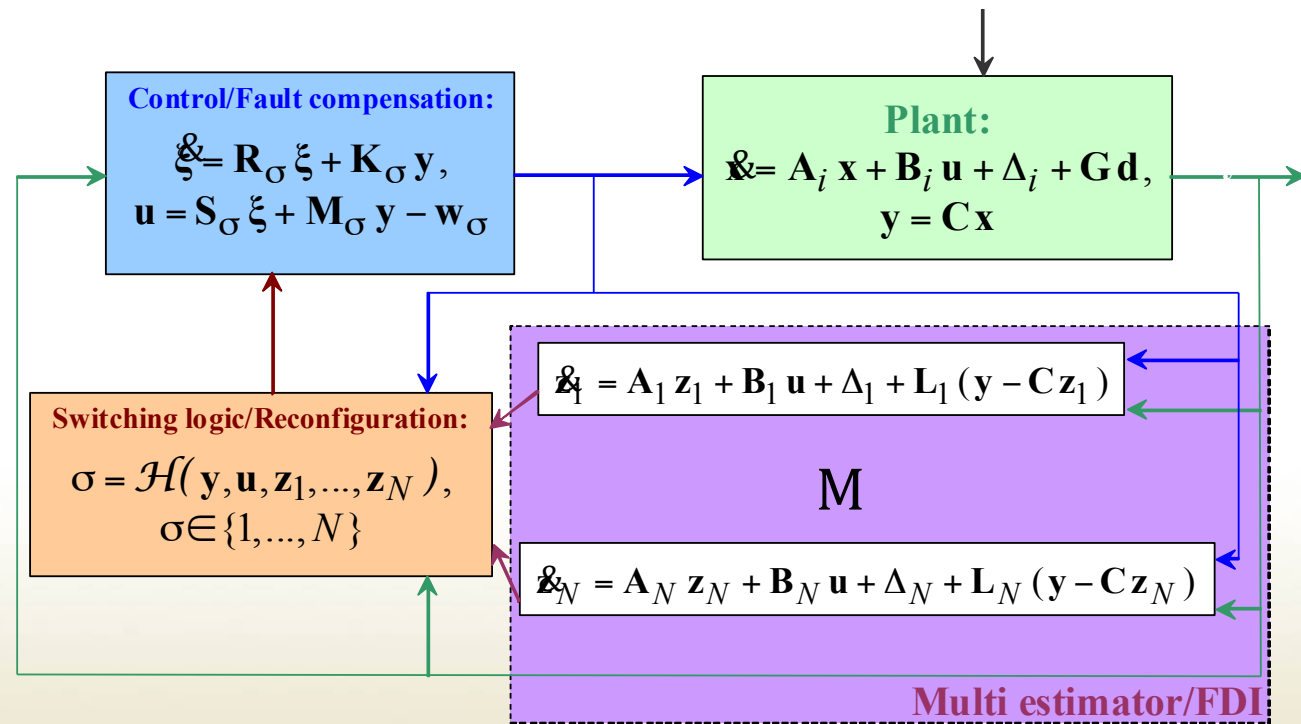 Control/Fault compensation:
ξ& = R_σ ξ + K_σ y,
u = S_σ ξ + M_σ y − w_σ
Plant:
x& = A_i x + B_i u + Δ_i + G d,
y = C x
z&_1 = A_1 z_1 + B_1 u + Δ_1 + L_1 (y − C z_1)
Switching logic/Reconfiguration:
σ = ℋ( y, u, z_1, ..., z_N ),
σ∈{1, ..., N}
M
z&_N = A_N z_N + B_N u + Δ_N + L_N (y − C z_N)
Multi estimator/FDI